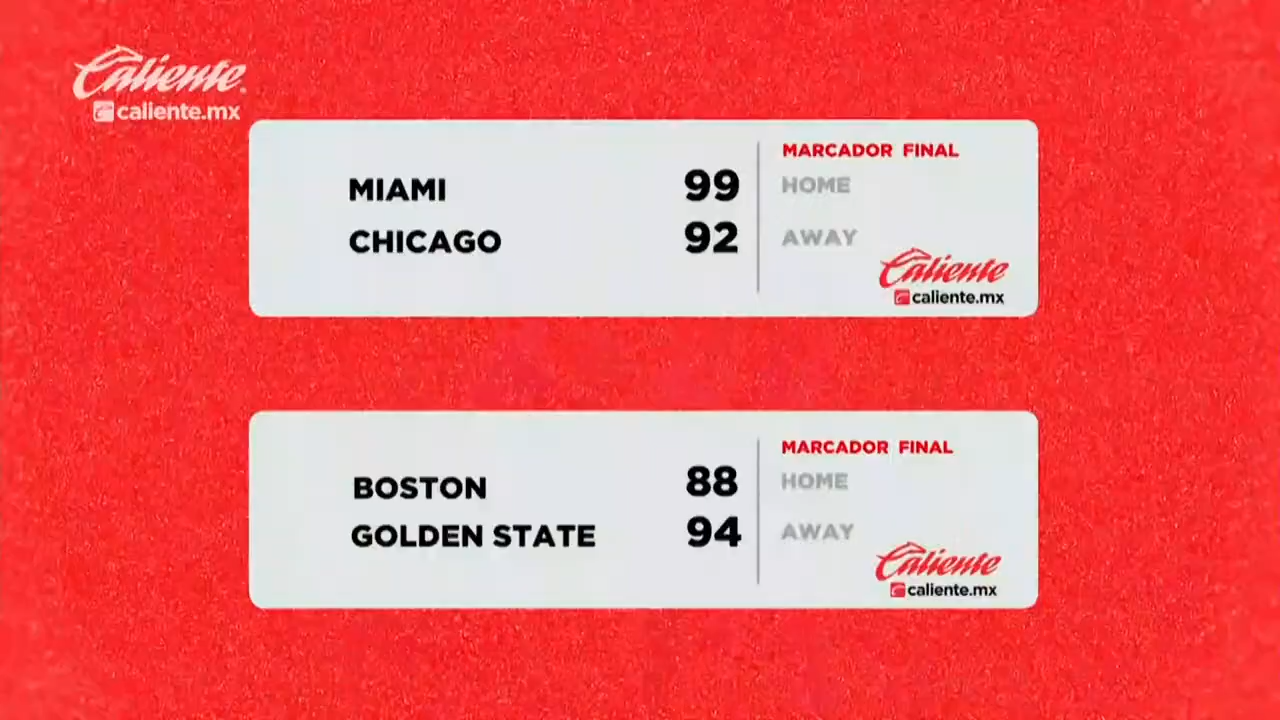 Caliente
caliente.mx
MARCADOR FINAL
MIAMI 99 HOME
CHICAGO 92 AWAY
Caliente
caliente.mx
MARCADOR FINAL
BOSTON 88 HOME
GOLDEN STATE 94 AWAY
Caliente
caliente.mx